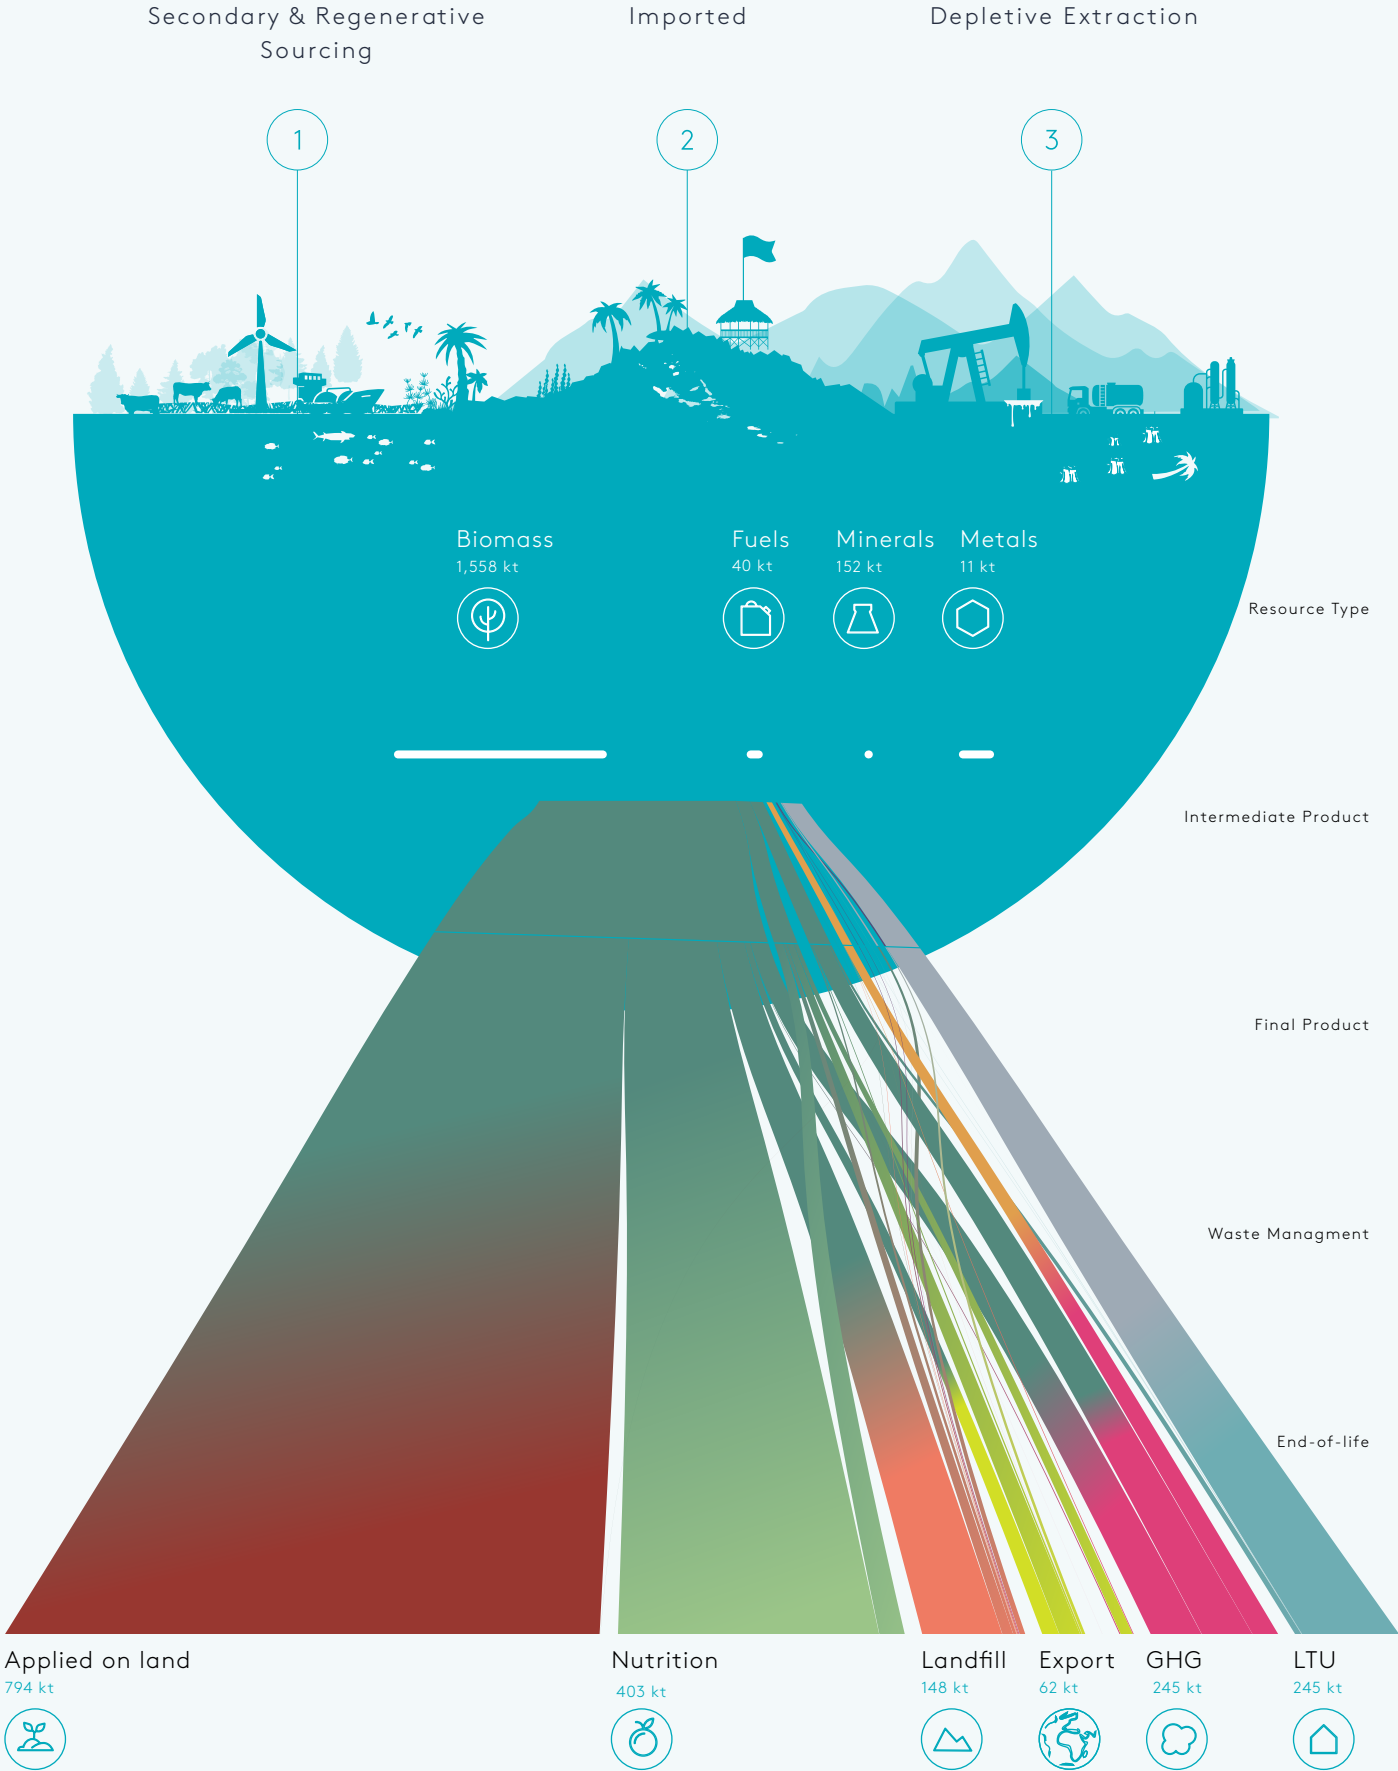 Secondary & Regenerative
Sourcing
Imported
Depletive Extraction
1
2
3
Biomass
1,558 kt
Fuels
40 kt
Minerals
152 kt
Metals
11 kt
Resource Type
Intermediate Product
Final Product
Waste Managment
End-of-life
Applied on land
794 kt
Nutrition
403 kt
Landfill
148 kt
Export
62 kt
GHG
245 kt
LTU
245 kt